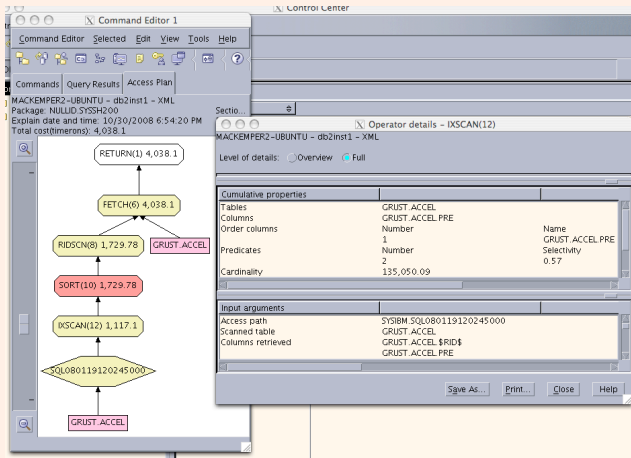 Control Center
Command Editor 1
Command Editor Selected Edit View Tools Help
Commands Query Results Access Plan
MACKEMPER2-UBUNTU - db2inst1 - XML
Package: NULLID.SYSSH200
Sectio...
Explain date and time: 10/30/2008 6:54:20 PM
Total cost(timerons): 4,038.1
RETURN(1) 4,038.1
FETCH(6) 4,038.1
RIDSCN(8) 1,729.78
GRUST.ACCEL
SORT(10) 1,729.78
IXSCAN(12) 1,117.1
SQL080119120245000
GRUST.ACCEL
Operator details - IXSCAN(12)
MACKEMPER2-UBUNTU - db2inst1 - XML
Level of details: Overview Full
Cumulative properties
Tables GRUST.ACCEL
Columns GRUST.ACCEL.PRE
Order columns Number Name
1 GRUST.ACCEL.PRE
Predicates Number Selectivity
2 0.57
Cardinality 135,050.09
Input arguments
Access path SYSIBM.SQL080119120245000
Scanned table GRUST.ACCEL
Columns retrieved GRUST.ACCEL.$RID$
GRUST.ACCEL.PRE
Save As... Print... Close Help